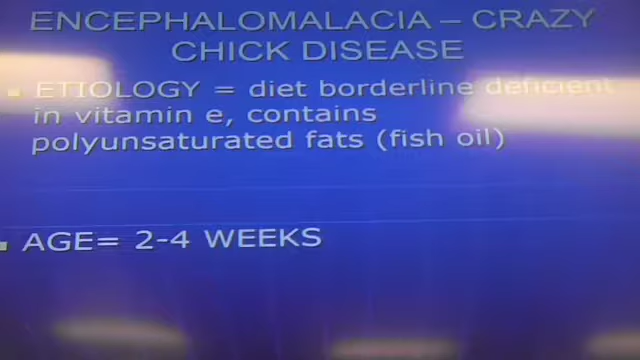 ENCEPHALOMALACIA – CRAZY
CHICK DISEASE
ETIOLOGY = diet borderline deficient
in vitamin e, contains
polyunsaturated fats (fish oil)
AGE= 2-4 WEEKS